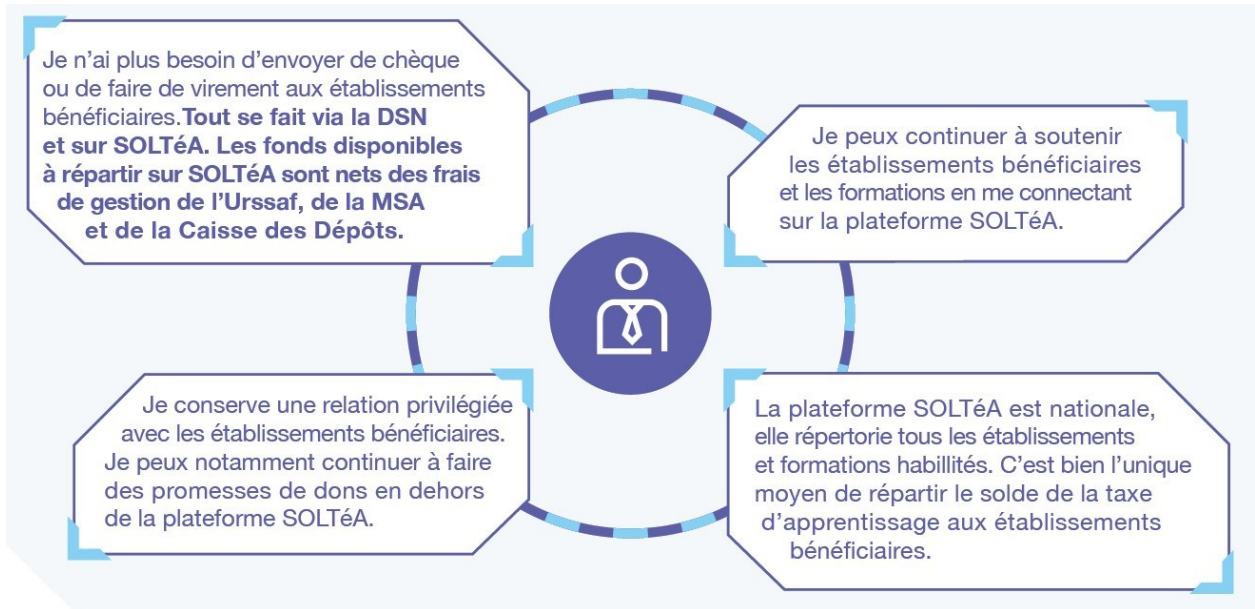 Je n’ai plus besoin d’envoyer de chèque
ou de faire de virement aux établissements
bénéficiaires.Tout se fait via la DSN
et sur SOLTéA. Les fonds disponibles
à répartir sur SOLTéA sont nets des frais
de gestion de l’Urssaf, de la MSA
et de la Caisse des Dépôts.
Je peux continuer à soutenir
les établissements bénéficiaires
et les formations en me connectant
sur la plateforme SOLTéA.
Je conserve une relation privilégiée
avec les établissements bénéficiaires.
Je peux notamment continuer à faire
des promesses de dons en dehors
de la plateforme SOLTéA.
La plateforme SOLTéA est nationale,
elle répertorie tous les établissements
et formations habillités. C’est bien l’unique
moyen de répartir le solde de la taxe
d’apprentissage aux établissements
bénéficiaires.